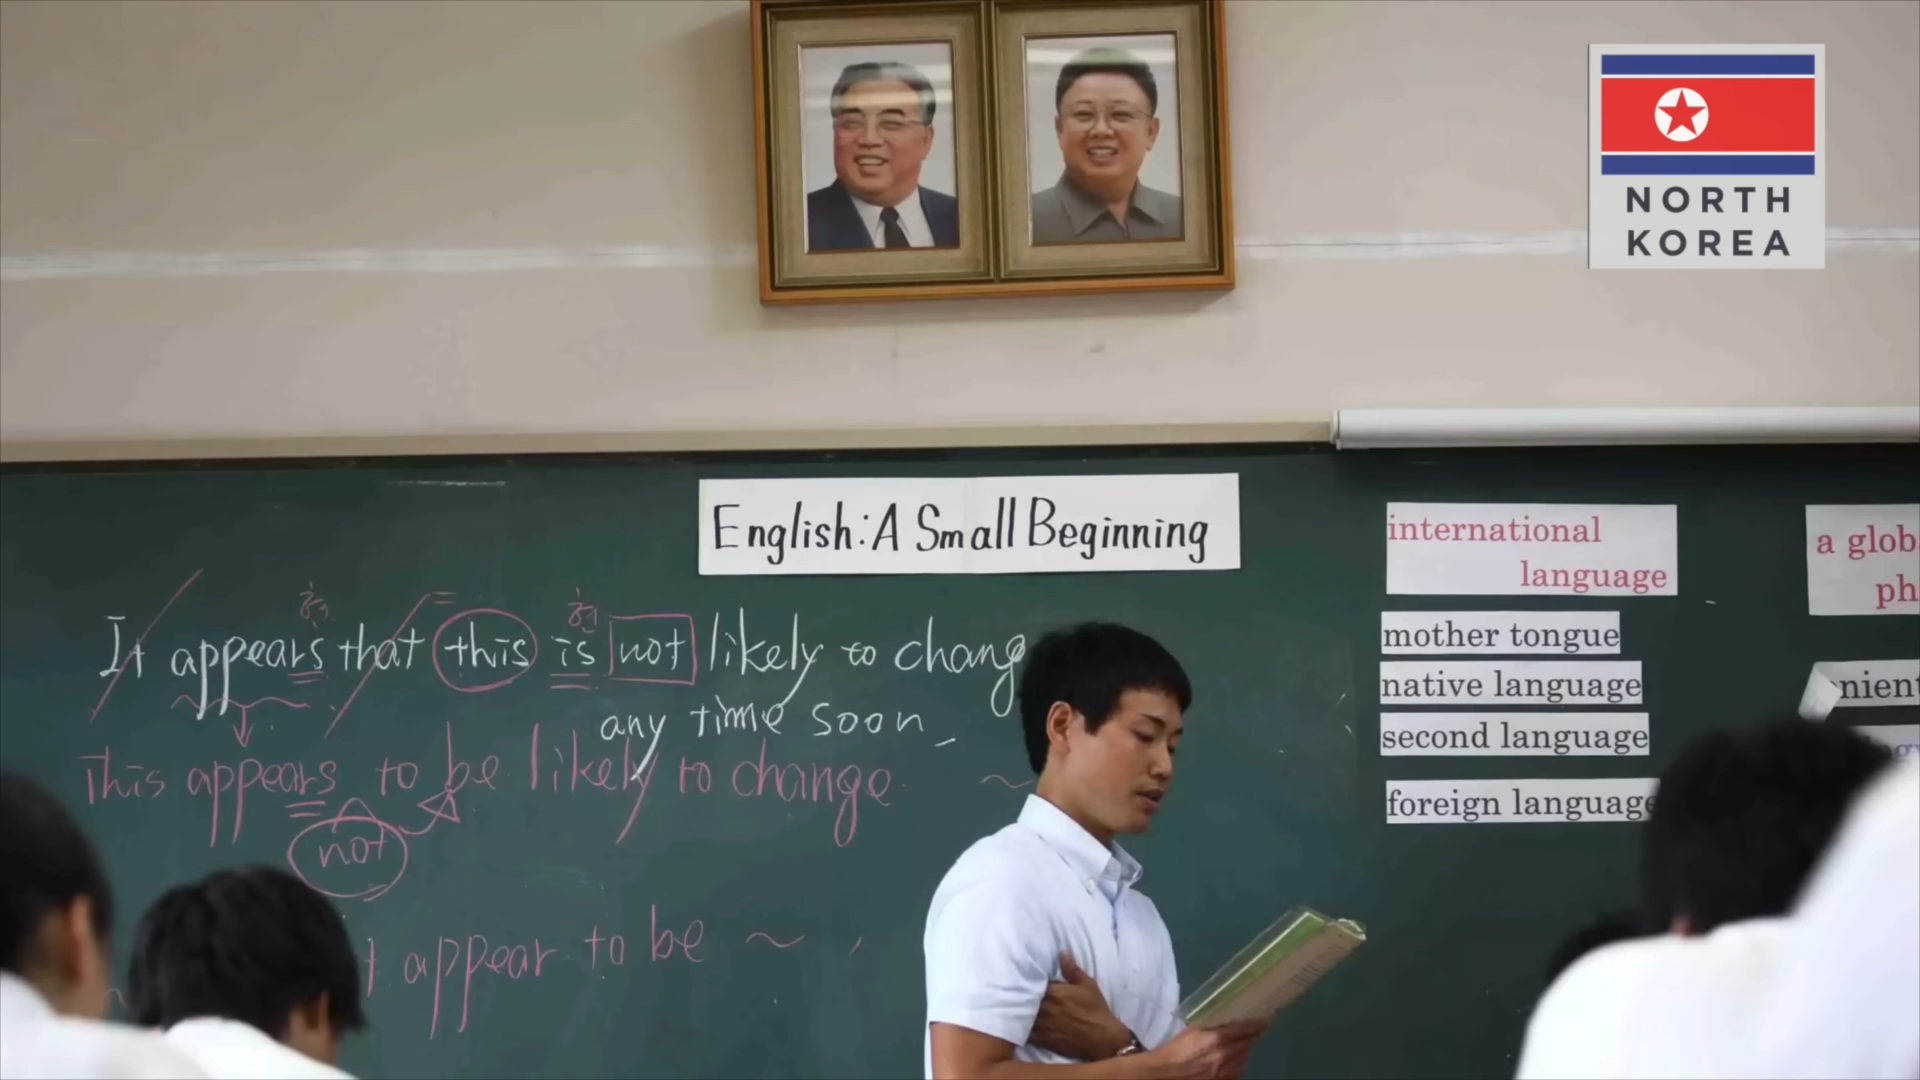 NORTH
KOREA
English: A Small Beginning
It appears that this is not likely to chang
any time soon
This appears to be likely to change ~
not
appear to be ~
international
language
mother tongue
native language
second language
foreign language
a glob
ph
nient